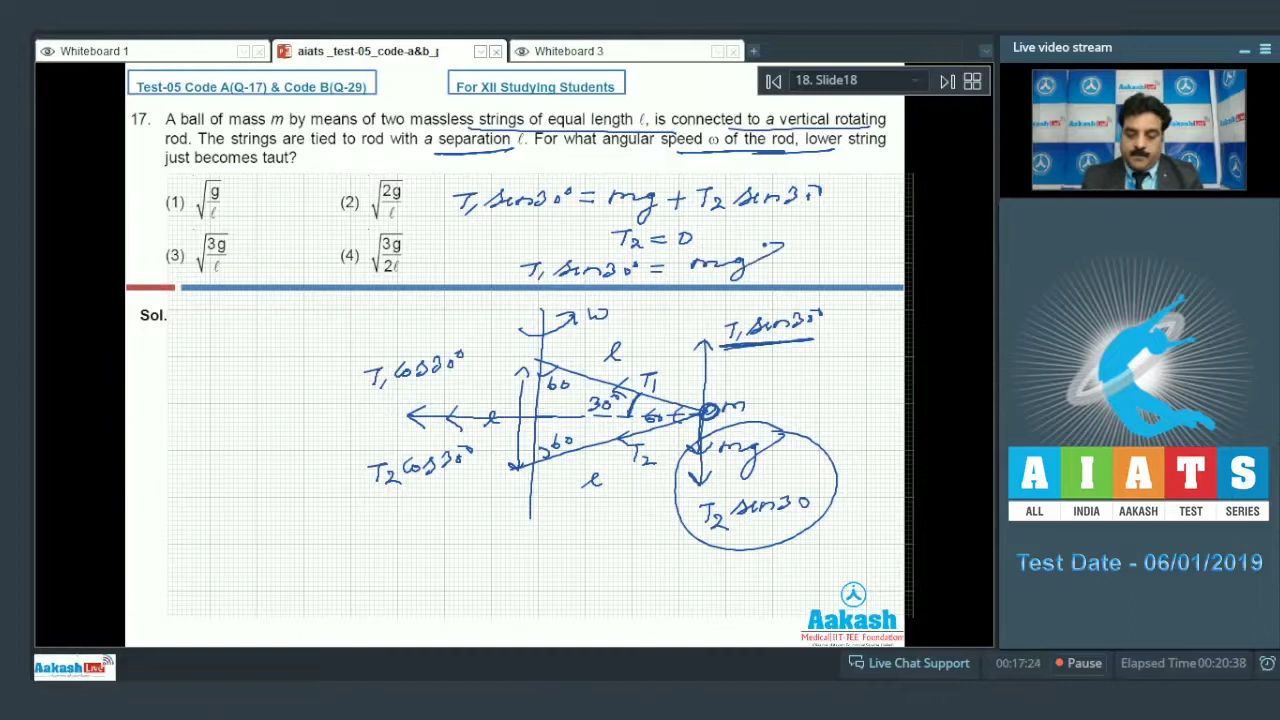 Whiteboard 1
aiats _test-05_code-a&b_
Whiteboard 3
Live video stream
Test-05 Code A(Q-17) & Code B(Q-29)
For XII Studying Students
18. Slide18
17. A ball of mass m by means of two massless strings of equal length ℓ, is connected to a vertical rotating
rod. The strings are tied to rod with a separation ℓ. For what angular speed ω of the rod, lower string
just becomes taut?
(1) √(g/ℓ)
(2) √(2g/ℓ)
(3) √(3g/ℓ)
(4) √(3g/2ℓ)
T₁ sin30° = mg + T₂ sin30°
T₂ = 0
T₁ sin30° = mg
Sol.
ω
T₁ sin30°
T₁ cos30°
ℓ
60
T₁
30°
60
m
ℓ
60
T₂
mg
T₂ cos30°
ℓ
T₂ sin30
AIATS
ALL INDIA AAKASH TEST SERIES
Test Date - 06/01/2019
Aakash
Medical|IIT-JEE|Foundations
Aakash Live
Live Chat Support
00:17:24
Pause
Elapsed Time 00:20:38